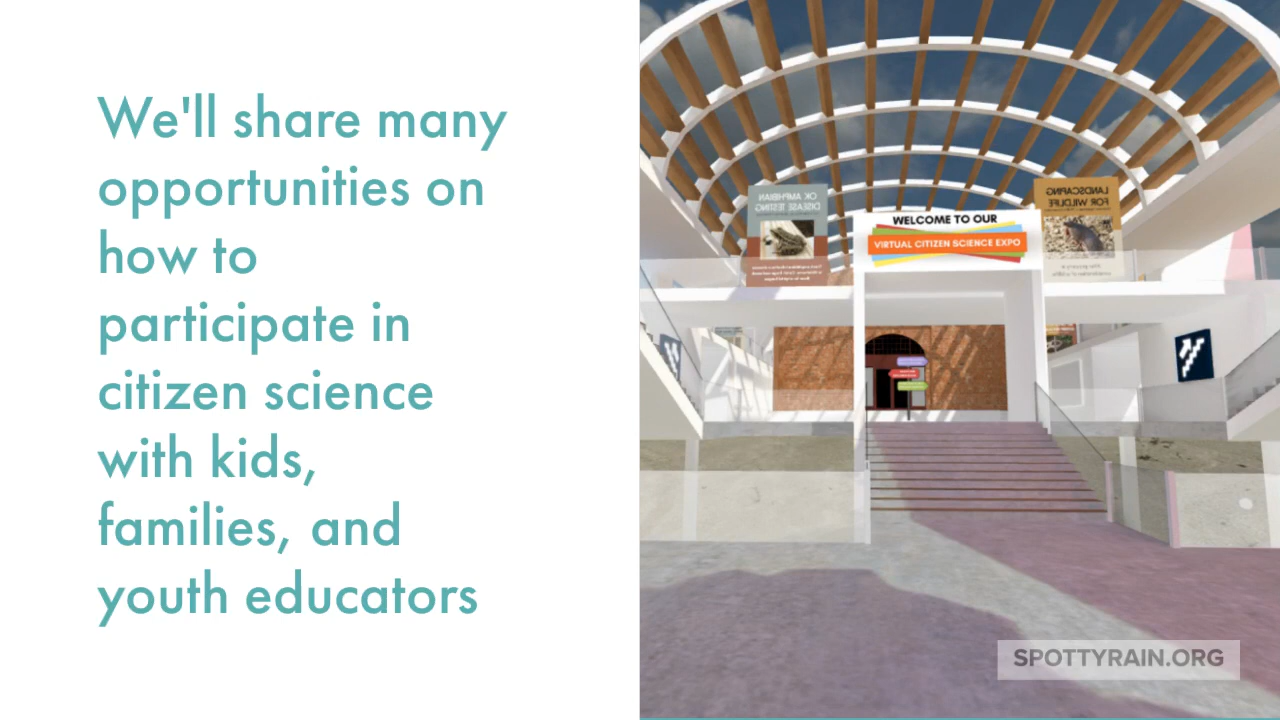 We'll share many
opportunities on
how to
participate in
citizen science
with kids,
families, and
youth educators
WELCOME TO OUR
VIRTUAL CITIZEN SCIENCE EXPO
OK AMPHIBIAN
DISEASE TESTING
LANDSCAPING
FOR WILDLIFE
SPOTTYRAIN.ORG